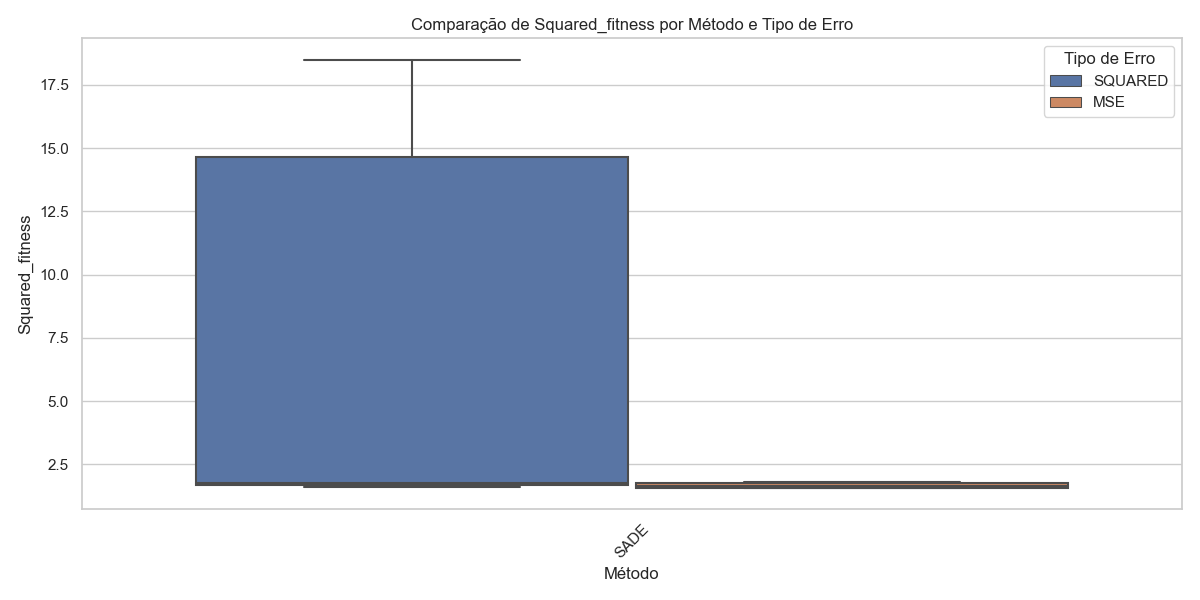 Comparação de Squared_fitness por Método e Tipo de Erro
Tipo de Erro
SQUARED
MSE
Squared_fitness
17.5
15.0
12.5
10.0
7.5
5.0
2.5
SADE
Método